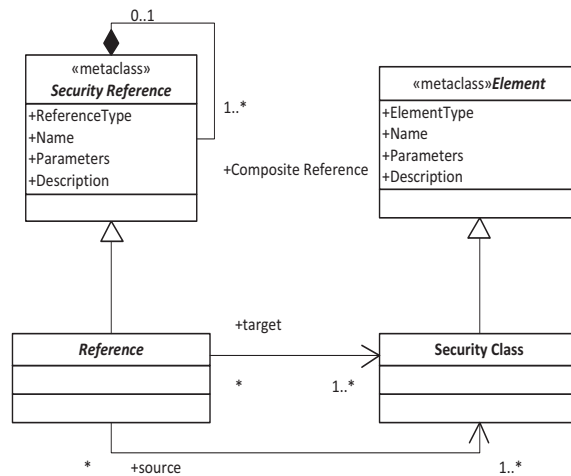 0..1
«metaclass»
Security Reference
+ReferenceType
+Name
+Parameters
+Description
1..*
+Composite Reference
«metaclass»Element
+ElementType
+Name
+Parameters
+Description
Reference
+target
*
1..*
Security Class
*
+source
1..*